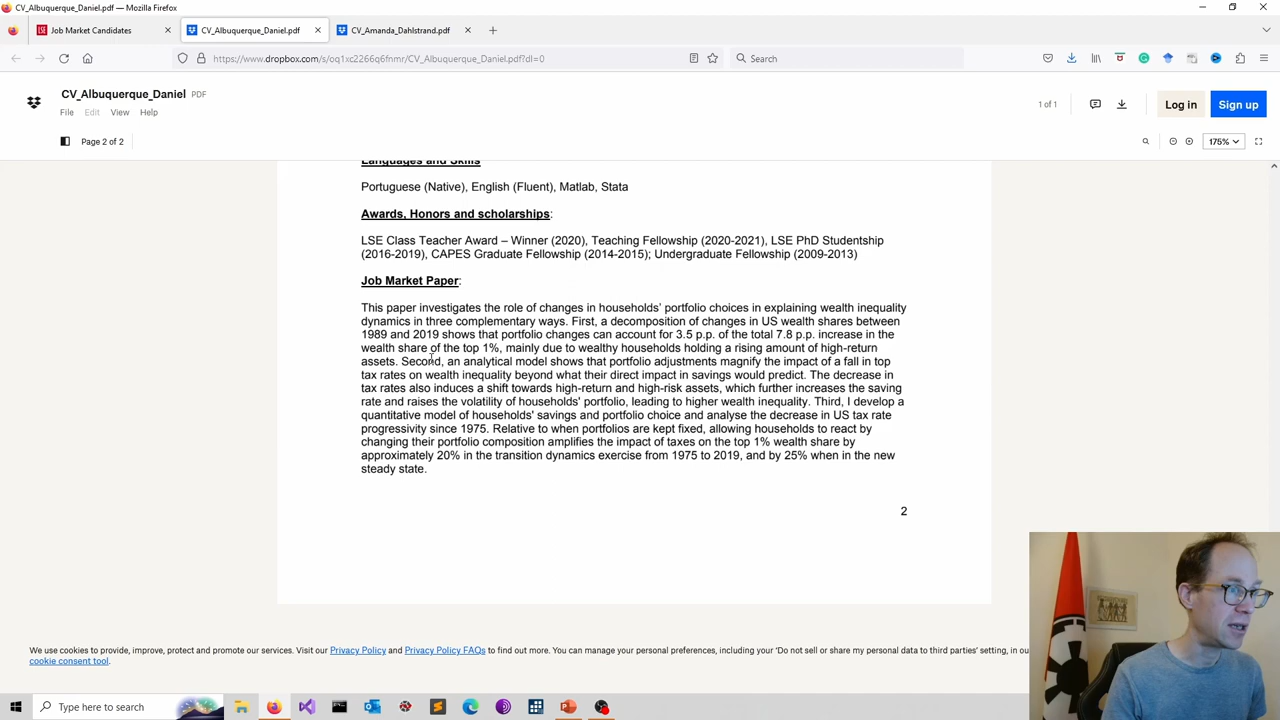 CV_Albuquerque_Daniel.pdf — Mozilla Firefox
Job Market Candidates
CV_Albuquerque_Daniel.pdf
CV_Amanda_Dahlstrand.pdf
https://www.dropbox.com/s/oq1xc2266q6fnmr/CV_Albuquerque_Daniel.pdf?dl=0
Search
CV_Albuquerque_Daniel PDF
File Edit View Help
1 of 1
Log in
Sign up
Page 2 of 2
175%
Languages and Skills
Portuguese (Native), English (Fluent), Matlab, Stata
Awards, Honors and scholarships:
LSE Class Teacher Award – Winner (2020), Teaching Fellowship (2020-2021), LSE PhD Studentship
(2016-2019), CAPES Graduate Fellowship (2014-2015); Undergraduate Fellowship (2009-2013)
Job Market Paper:
This paper investigates the role of changes in households' portfolio choices in explaining wealth inequality
dynamics in three complementary ways. First, a decomposition of changes in US wealth shares between
1989 and 2019 shows that portfolio changes can account for 3.5 p.p. of the total 7.8 p.p. increase in the
wealth share of the top 1%, mainly due to wealthy households holding a rising amount of high-return
assets. Second, an analytical model shows that portfolio adjustments magnify the impact of a fall in top
tax rates on wealth inequality beyond what their direct impact in savings would predict. The decrease in
tax rates also induces a shift towards high-return and high-risk assets, which further increases the saving
rate and raises the volatility of households' portfolio, leading to higher wealth inequality. Third, I develop a
quantitative model of households' savings and portfolio choice and analyse the decrease in US tax rate
progressivity since 1975. Relative to when portfolios are kept fixed, allowing households to react by
changing their portfolio composition amplifies the impact of taxes on the top 1% wealth share by
approximately 20% in the transition dynamics exercise from 1975 to 2019, and by 25% when in the new
steady state.
2
We use cookies to provide, improve, protect and promote our services. Visit our Privacy Policy and Privacy Policy FAQs to find out more. You can manage your personal preferences, including your 'Do not sell or share my personal data to third parties' setting, in ou
cookie consent tool.
Type here to search